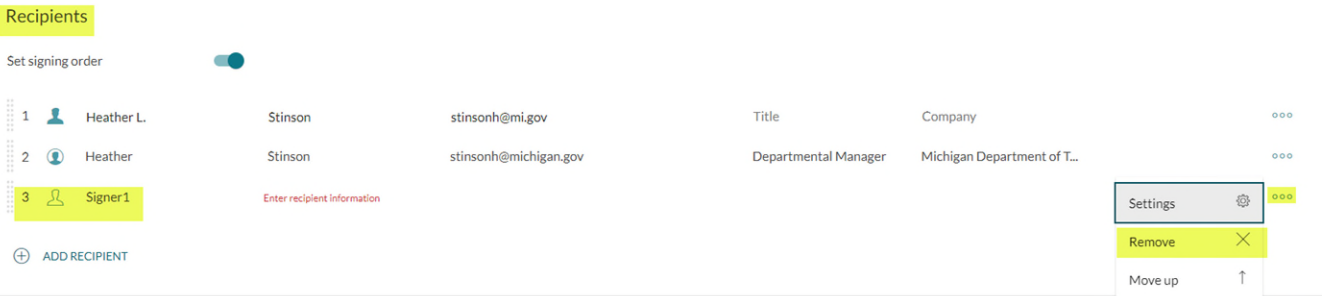 Recipients
Set signing order
1 Heather L. Stinson stinsonh@mi.gov Title Company
2 Heather Stinson stinsonh@michigan.gov Departmental Manager Michigan Department of T...
3 Signer1 Enter recipient information
Settings
Remove
Move up
ADD RECIPIENT